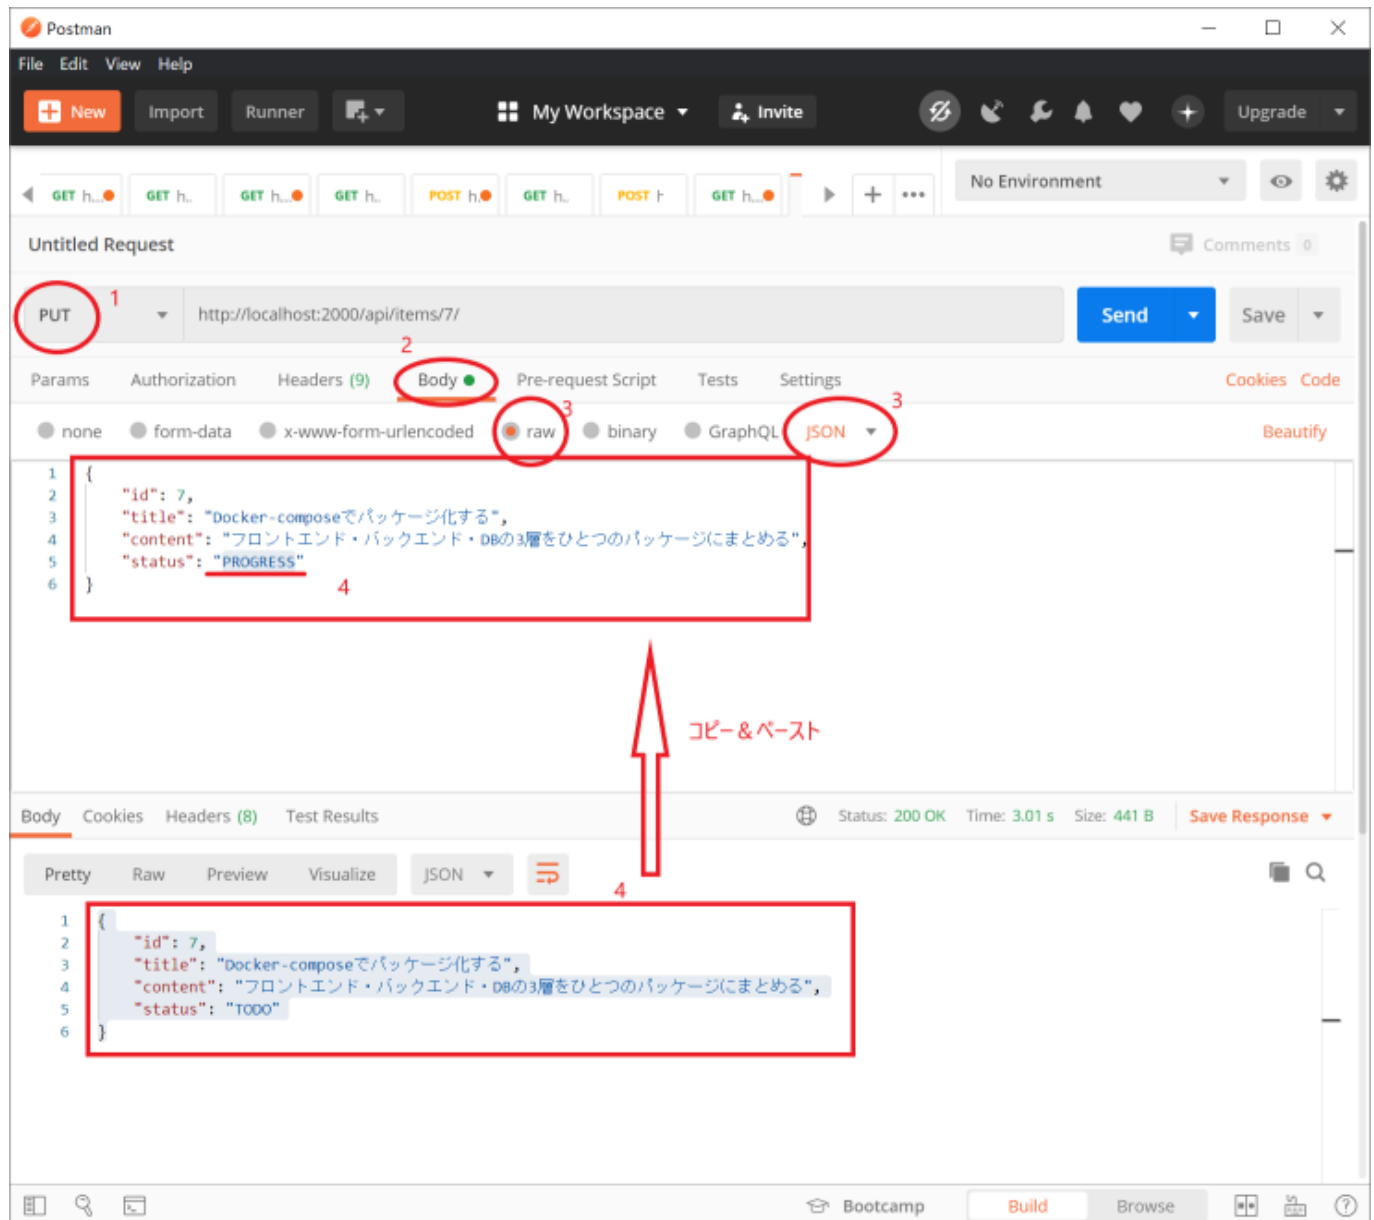 Postman
File Edit View Help
New Import Runner My Workspace Invite Upgrade
GET h... GET h.. GET h... GET h.. POST h. GET h.. POST h GET h... No Environment
Untitled Request Comments 0
PUT 1 http://localhost:2000/api/items/7/ Send Save
2
Params Authorization Headers (9) Body Pre-request Script Tests Settings Cookies Code
3 3
none form-data x-www-form-urlencoded raw binary GraphQL JSON Beautify
1 {
2 "id": 7,
3 "title": "Docker-composeでパッケージ化する",
4 "content": "フロントエンド・バックエンド・DBの3層をひとつのパッケージにまとめる",
5 "status": "PROGRESS"
6 }
4
コピー＆ペースト
Body Cookies Headers (8) Test Results Status: 200 OK Time: 3.01 s Size: 441 B Save Response
Pretty Raw Preview Visualize JSON
4
1 {
2 "id": 7,
3 "title": "Docker-composeでパッケージ化する",
4 "content": "フロントエンド・バックエンド・DBの3層をひとつのパッケージにまとめる",
5 "status": "TODO"
6 }
Bootcamp Build Browse